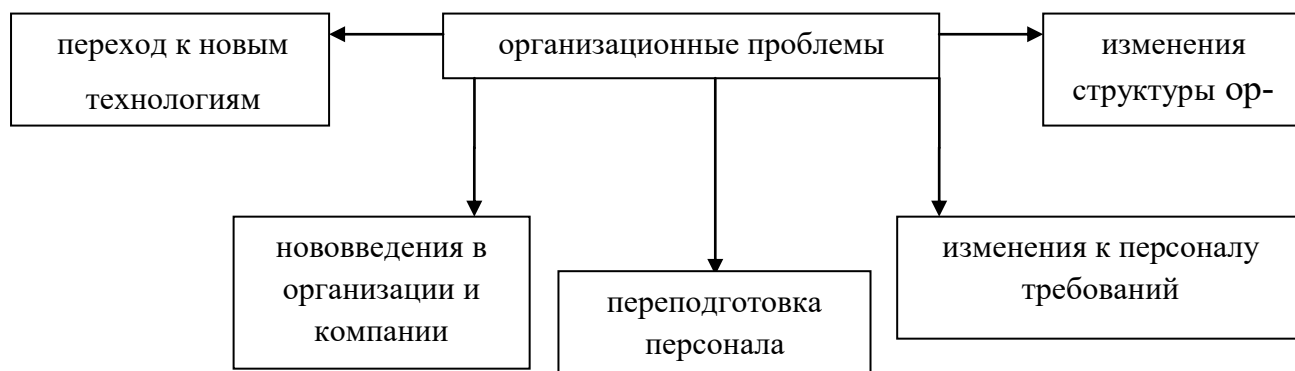 переход к новым
технологиям
организационные проблемы
изменения
структуры ор-
нововведения в
организации и
компании
переподготовка
персонала
изменения к персоналу
требований